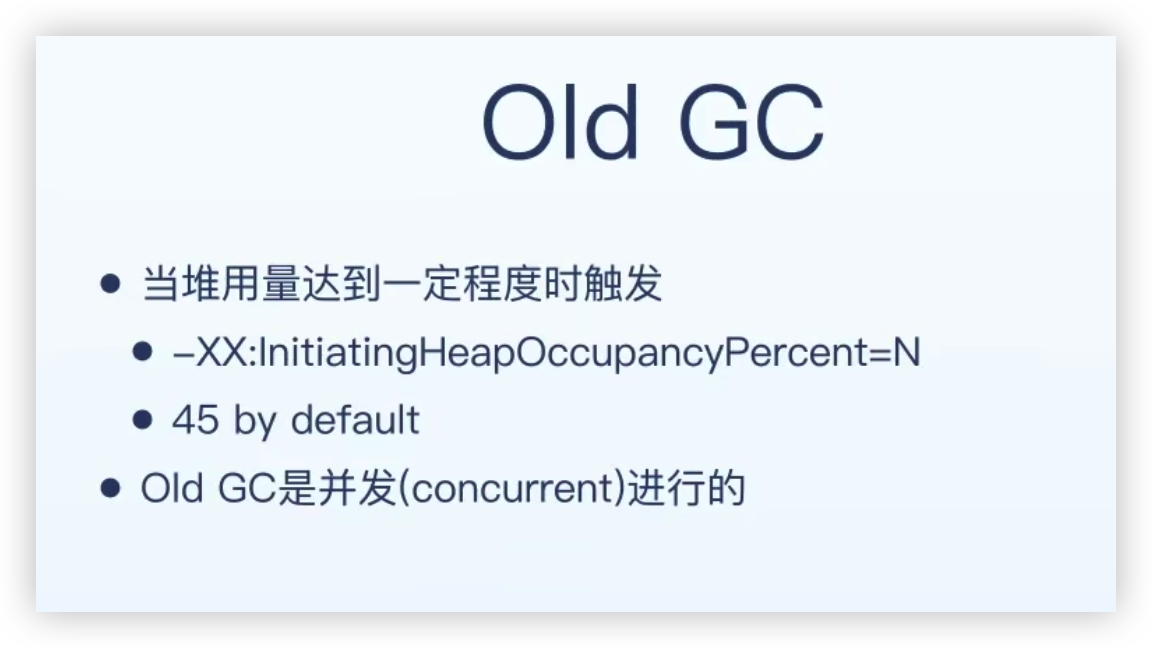 Old GC
● 当堆用量达到一定程度时触发
● –XX:InitiatingHeapOccupancyPercent=N
● 45 by default
● Old GC是并发(concurrent)进行的